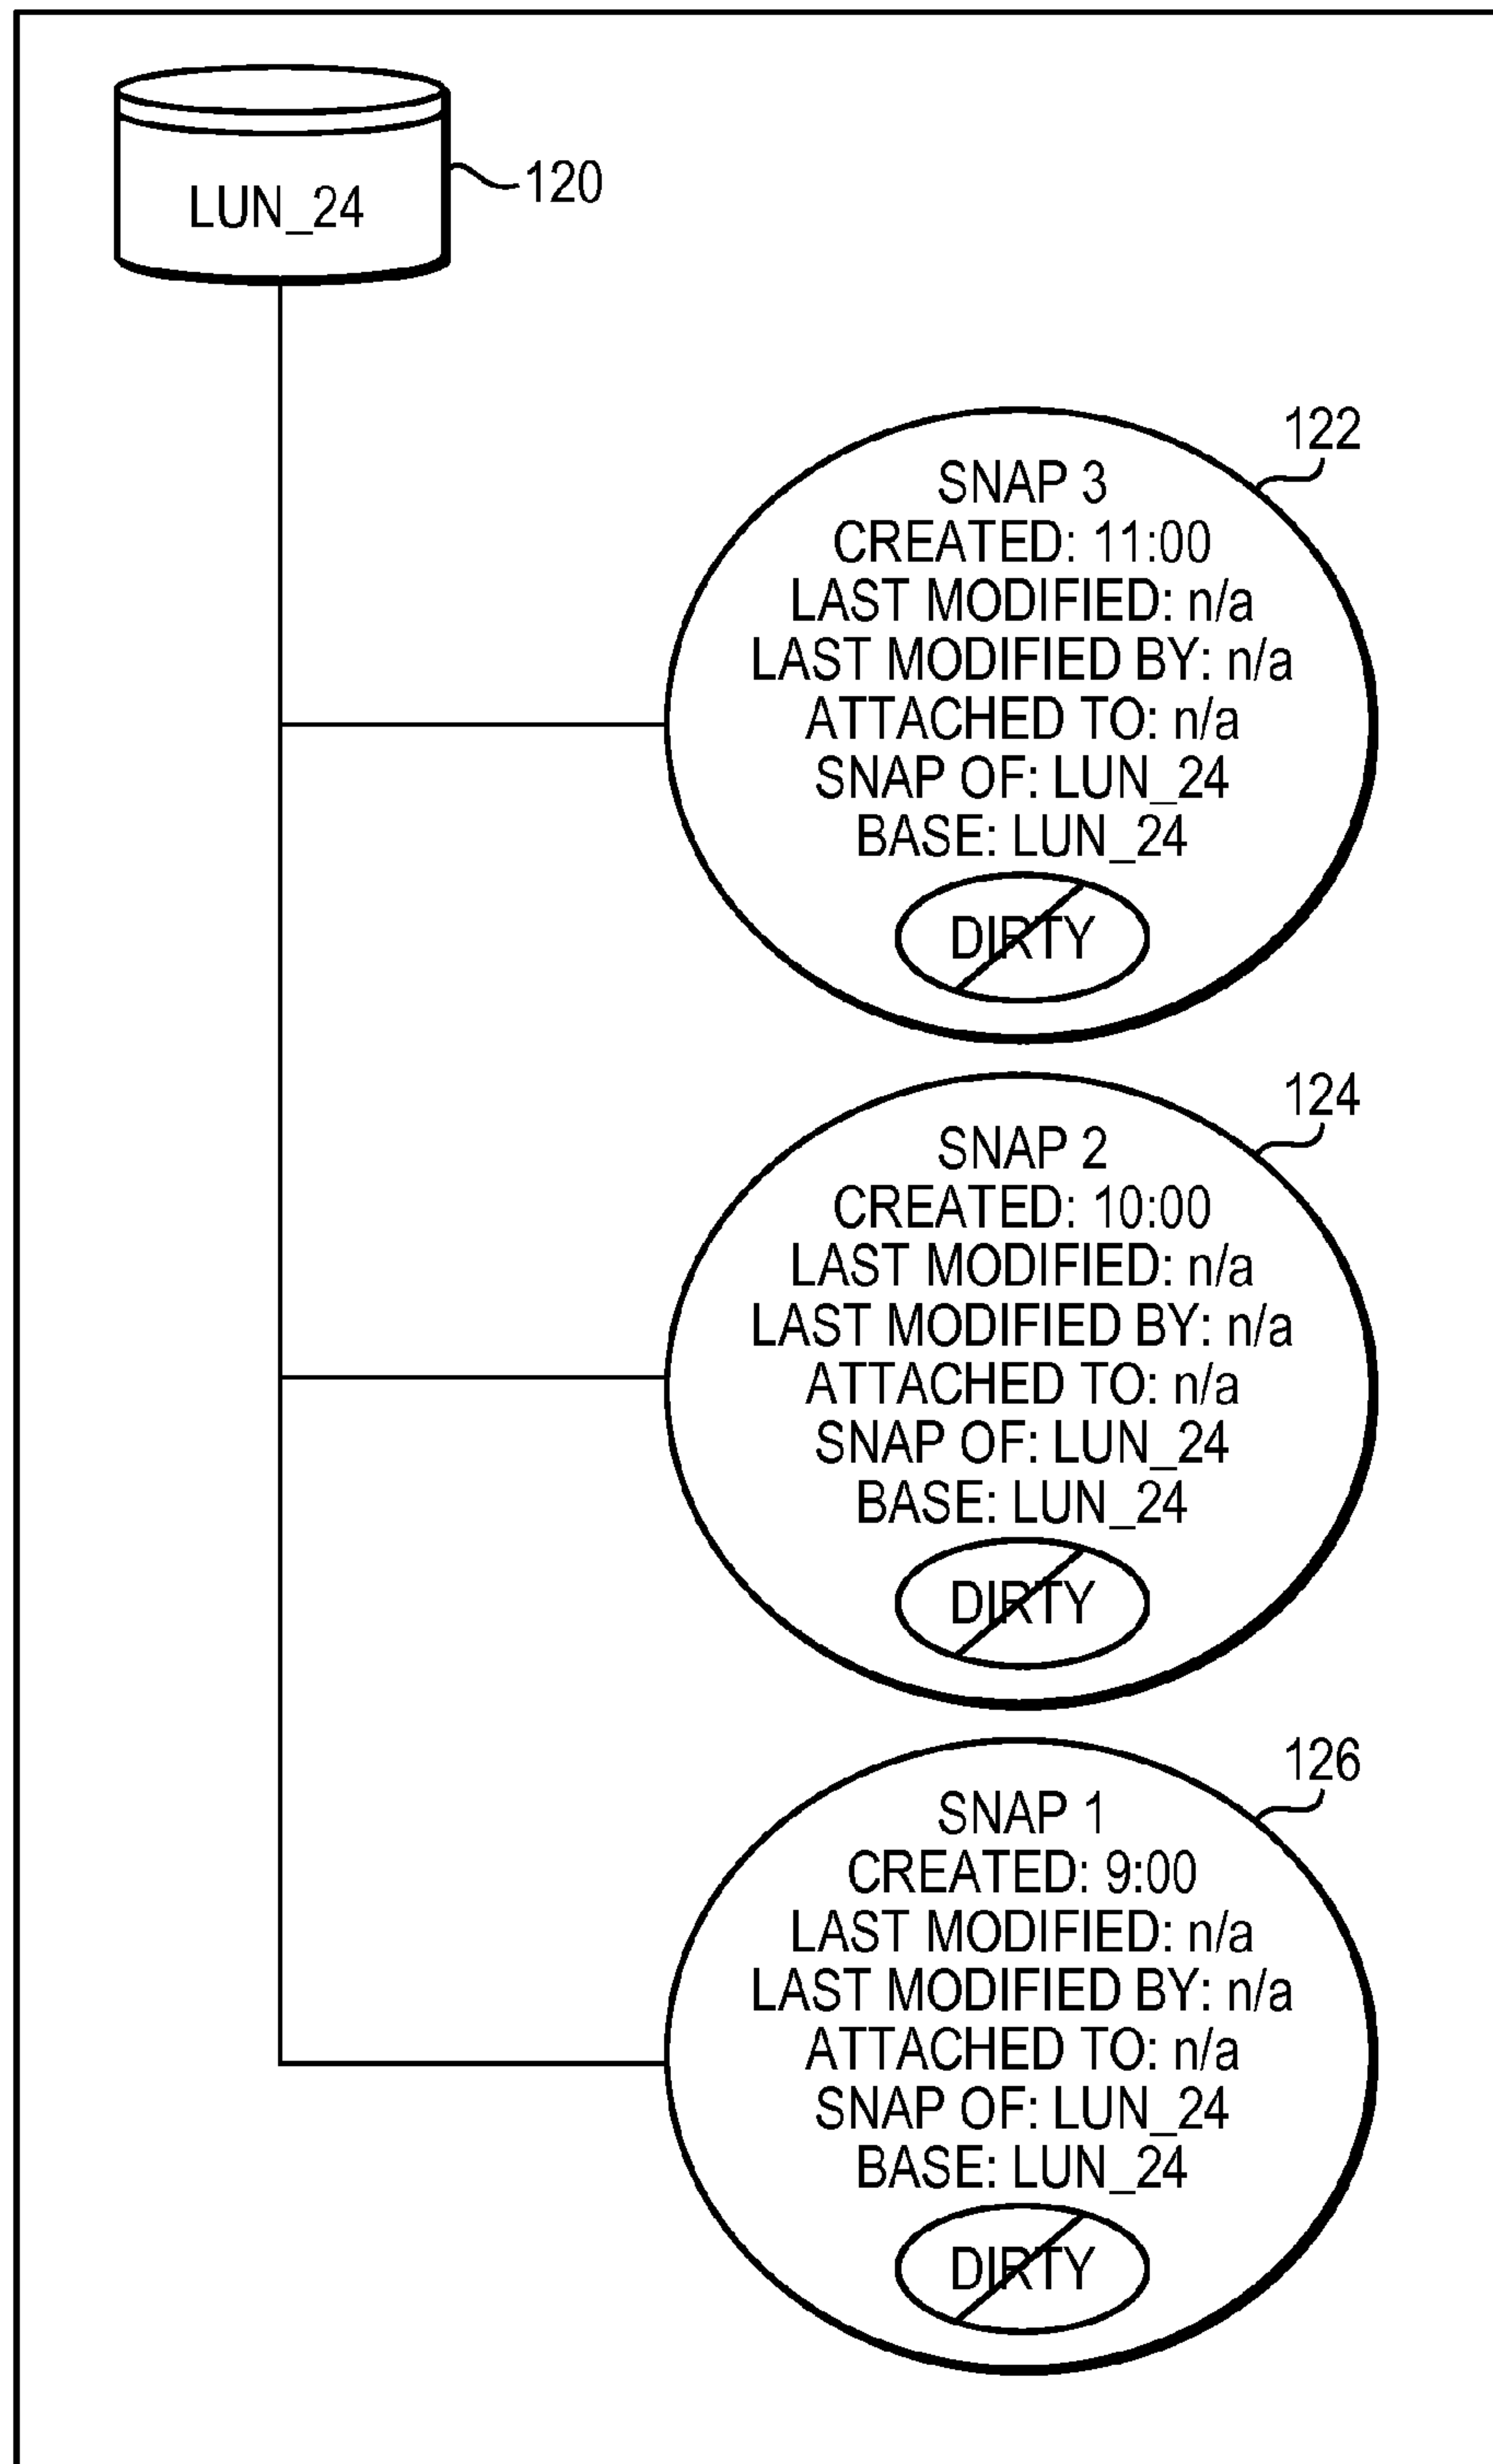 LUN_24
120
122
SNAP 3
CREATED: 11:00
LAST MODIFIED: n/a
LAST MODIFIED BY: n/a
ATTACHED TO: n/a
SNAP OF: LUN_24
BASE: LUN_24
DIRTY
124
SNAP 2
CREATED: 10:00
LAST MODIFIED: n/a
LAST MODIFIED BY: n/a
ATTACHED TO: n/a
SNAP OF: LUN_24
BASE: LUN_24
DIRTY
126
SNAP 1
CREATED: 9:00
LAST MODIFIED: n/a
LAST MODIFIED BY: n/a
ATTACHED TO: n/a
SNAP OF: LUN_24
BASE: LUN_24
DIRTY